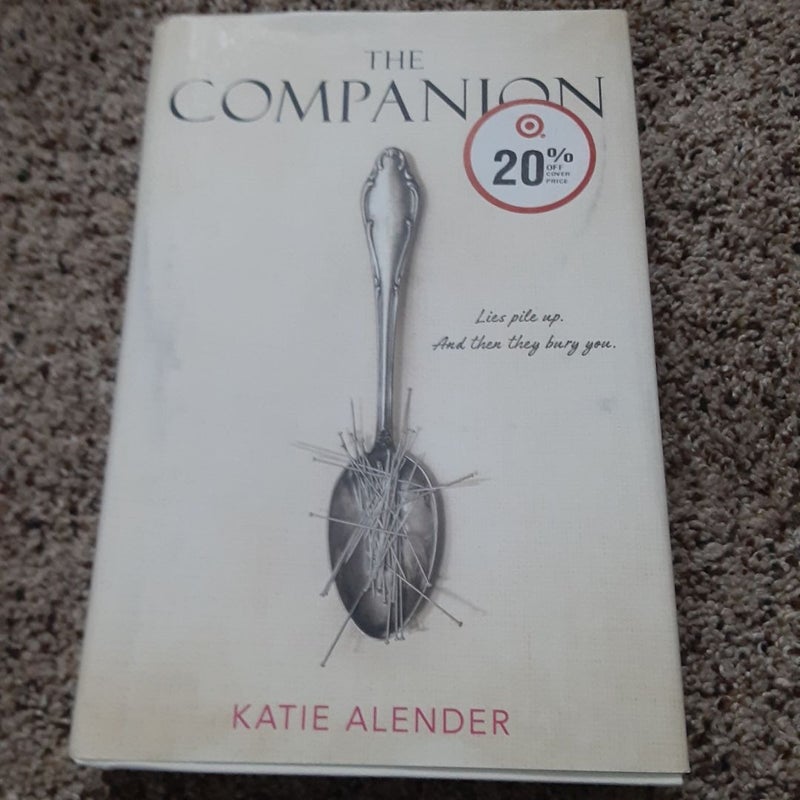 THE
COMPANION
20%
OFF
COVER
PRICE
Lies pile up.
And then they bury you.
KATIE ALENDER